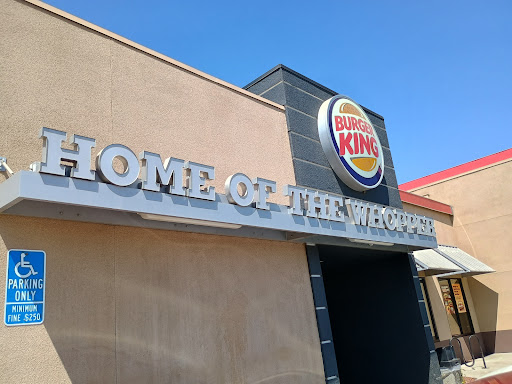 BURGER
KING
HOME OF THE WHOPPER
PARKING
ONLY
MINIMUM
FINE $250